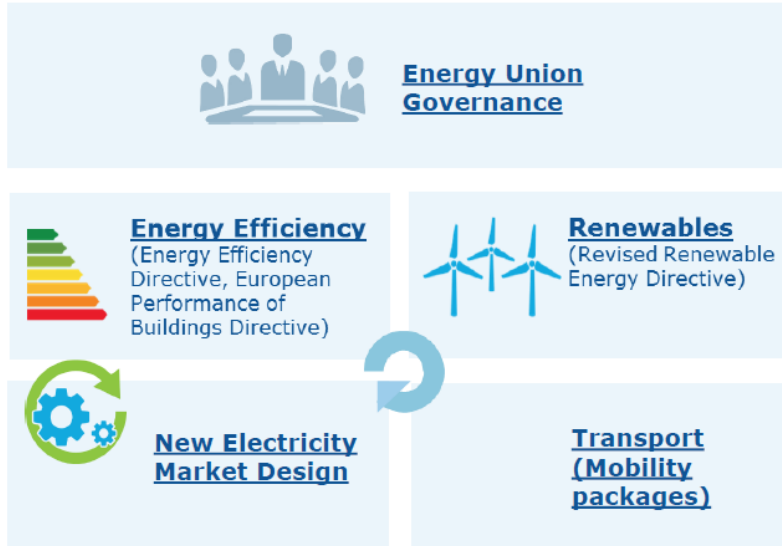 Energy Union
Governance
Energy Efficiency
(Energy Efficiency
Directive, European
Performance of
Buildings Directive)
Renewables
(Revised Renewable
Energy Directive)
New Electricity
Market Design
Transport
(Mobility
packages)